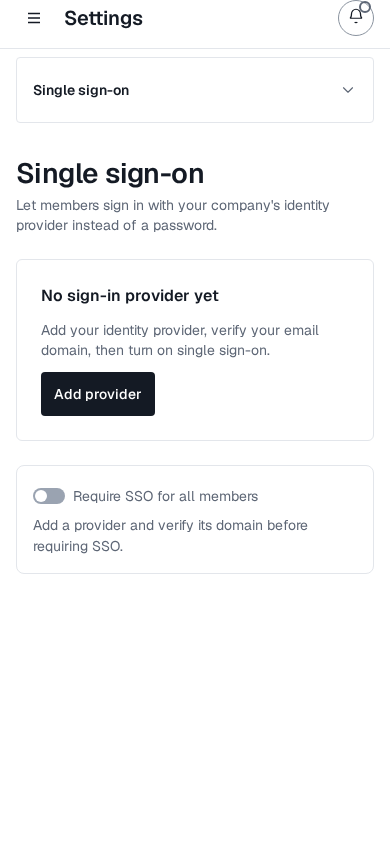 Settings
Single sign-on
Single sign-on
Let members sign in with your company's identity
provider instead of a password.
No sign-in provider yet
Add your identity provider, verify your email
domain, then turn on single sign-on.
Add provider
Require SSO for all members
Add a provider and verify its domain before
requiring SSO.